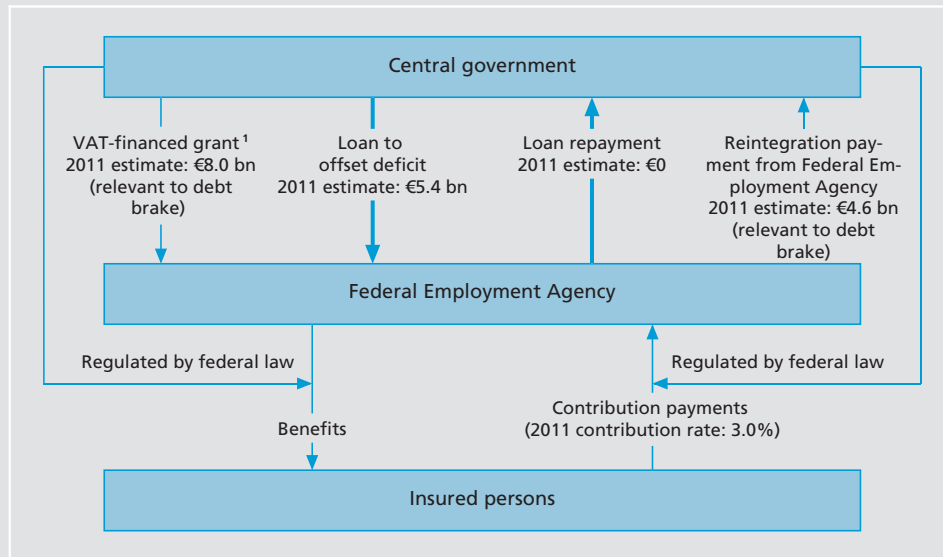 Central government
VAT-financed grant ¹
2011 estimate: €8.0 bn
(relevant to debt
brake)
Loan to
offset deficit
2011 estimate: €5.4 bn
Loan repayment
2011 estimate: €0
Reintegration pay-
ment from Federal Em-
ployment Agency
2011 estimate: €4.6 bn
(relevant to debt
brake)
Federal Employment Agency
Regulated by federal law
Regulated by federal law
Benefits
Contribution payments
(2011 contribution rate: 3.0%)
Insured persons